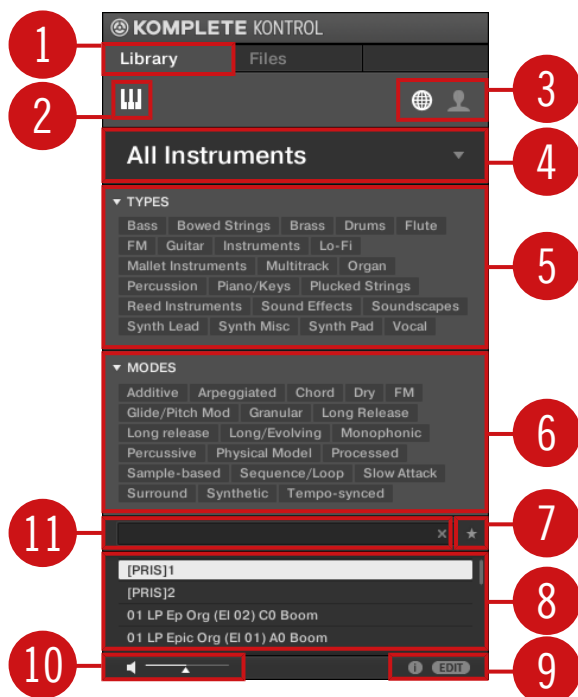 KOMPLETE KONTROL
1
Library Files
2
3
All Instruments
4
TYPES
Bass Bowed Strings Brass Drums Flute
FM Guitar Instruments Lo-Fi
Mallet Instruments Multitrack Organ
5
Percussion Piano/Keys Plucked Strings
Reed Instruments Sound Effects Soundscapes
Synth Lead Synth Misc Synth Pad Vocal
MODES
Additive Arpeggiated Chord Dry FM
Glide/Pitch Mod Granular Long Release
Long release Long/Evolving Monophonic
6
Percussive Physical Model Processed
Sample-based Sequence/Loop Slow Attack
Surround Synthetic Tempo-synced
11
7
[PRIS]1
[PRIS]2
8
01 LP Ep Org (EI 02) C0 Boom
01 LP Epic Org (EI 01) A0 Boom
10
i EDIT
9